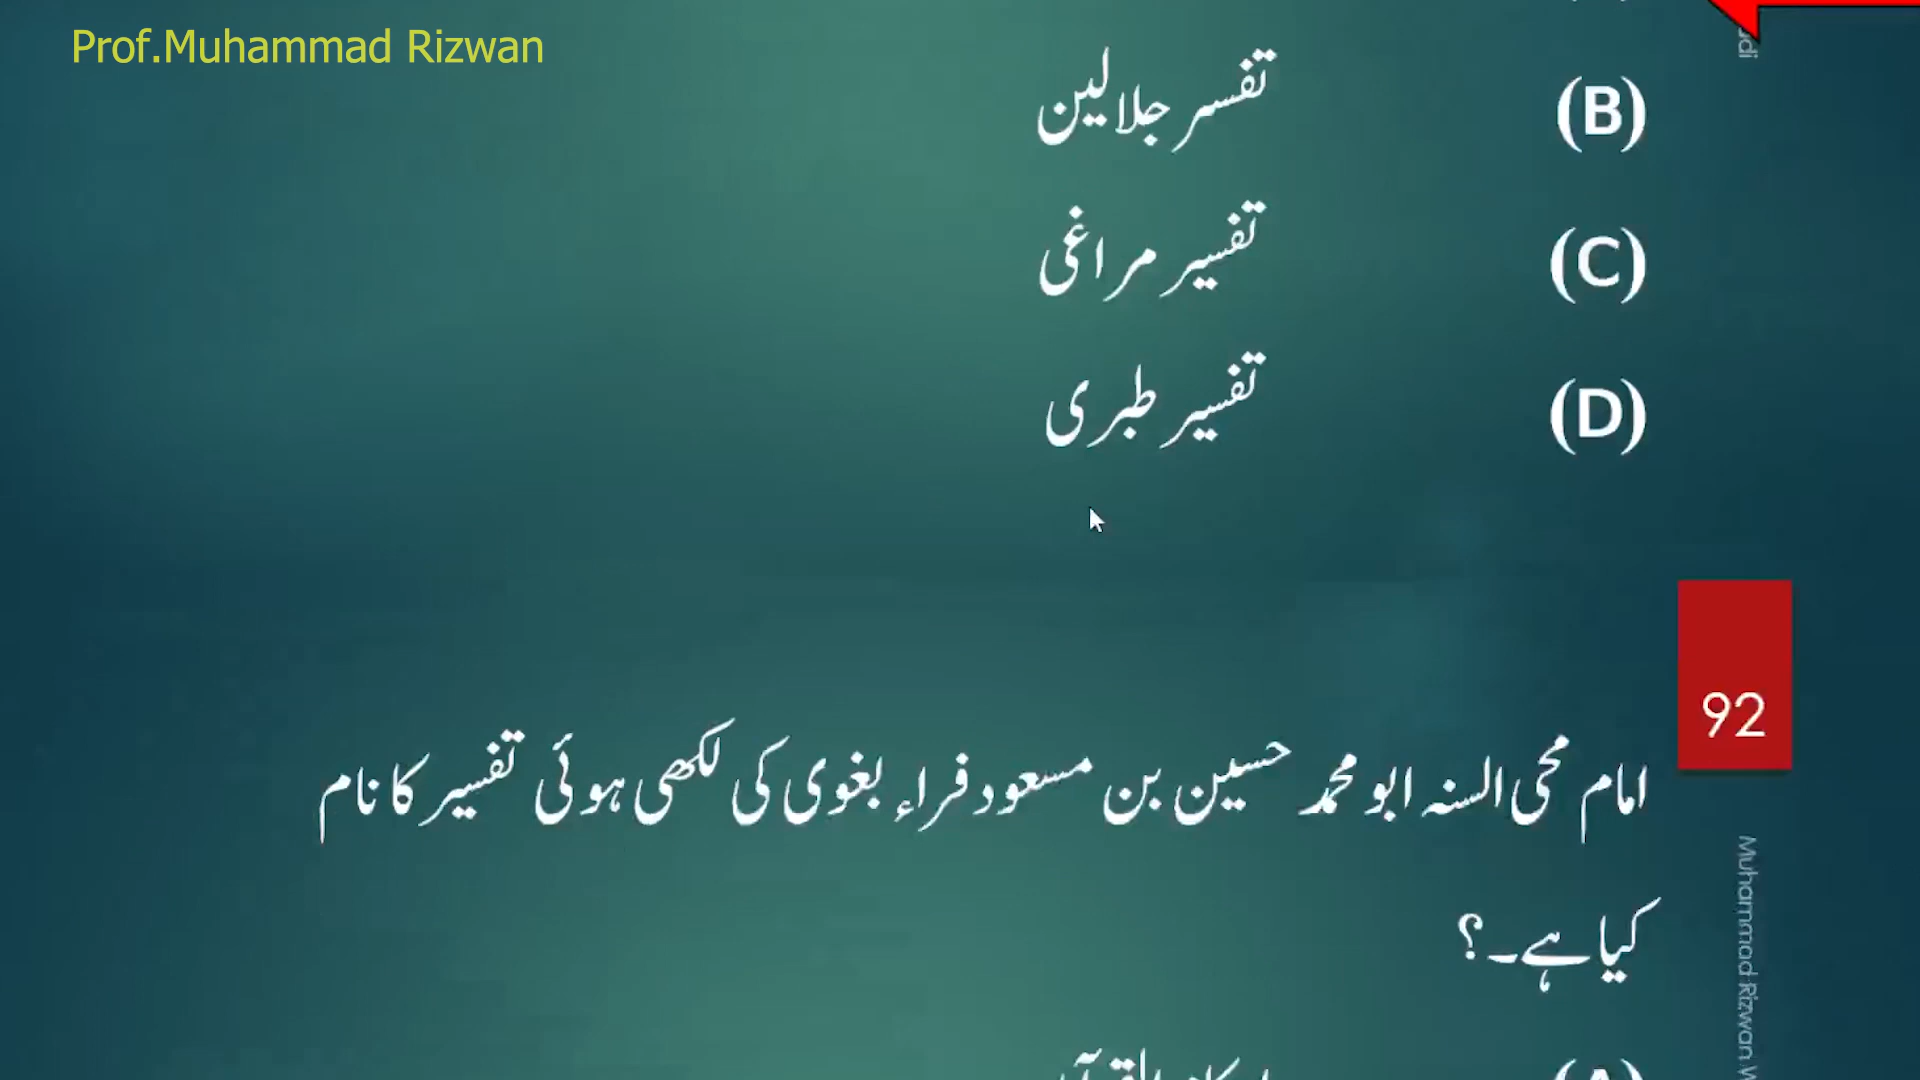 Prof.Muhammad Rizwan
(B) تفسر جلالین
(C) تفسیر مراغی
(D) تفسیر طبری
92
امام محی السنہ ابو محمد حسین بن مسعود فراء بغوی کی لکھی ہوئی تفسیر کا نام
کیا ہے۔؟
Muhammad Rizwan